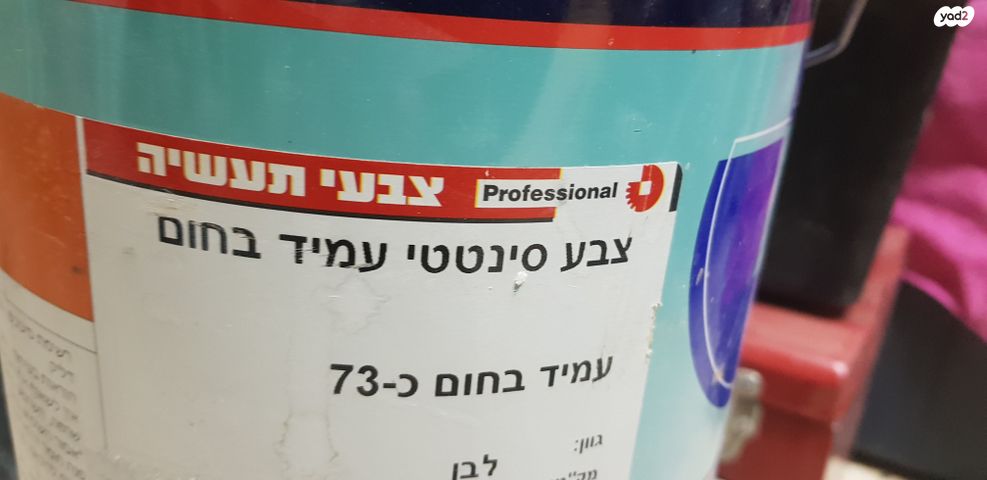 yad2
צבעי תעשיה Professional
צבע סינטטי עמיד בחום
עמיד בחום כ-73
גוון:
לבן